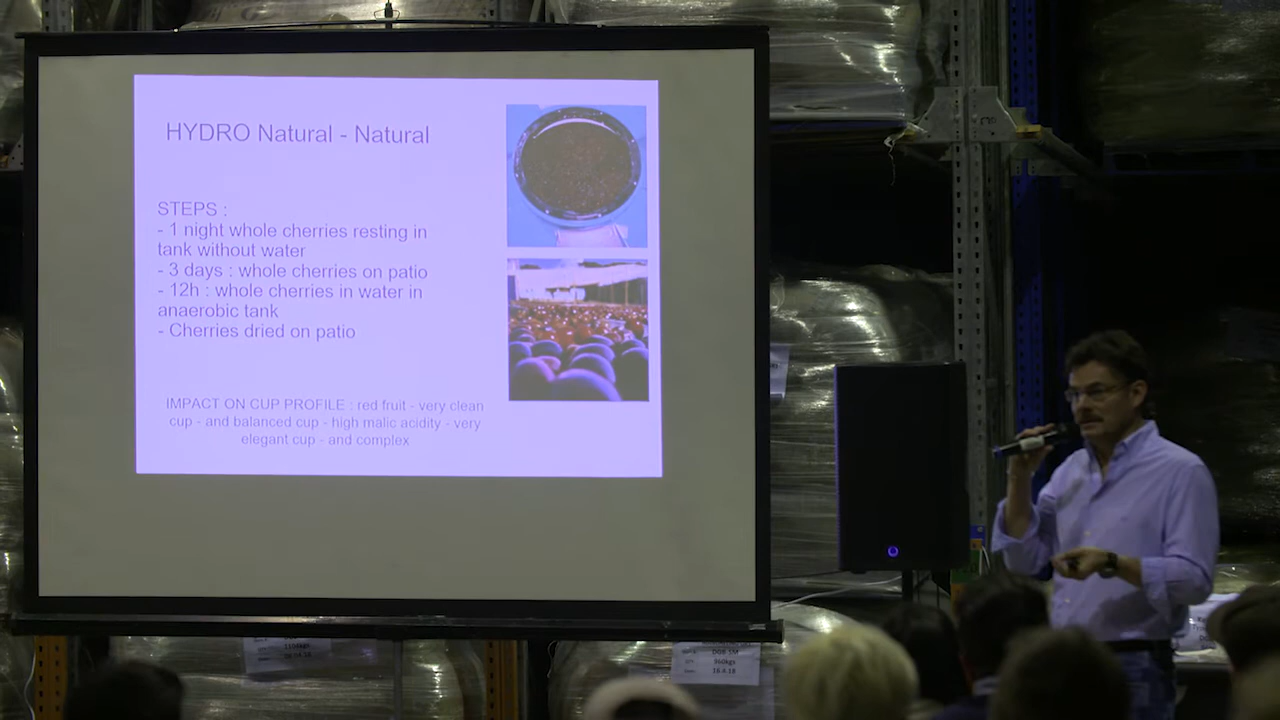 HYDRO Natural - Natural
STEPS :
- 1 night whole cherries resting in
tank without water
- 3 days : whole cherries on patio
- 12h : whole cherries in water in
anaerobic tank
- Cherries dried on patio
IMPACT ON CUP PROFILE : red fruit - very clean
cup - and balanced cup - high malic acidity - very
elegant cup - and complex